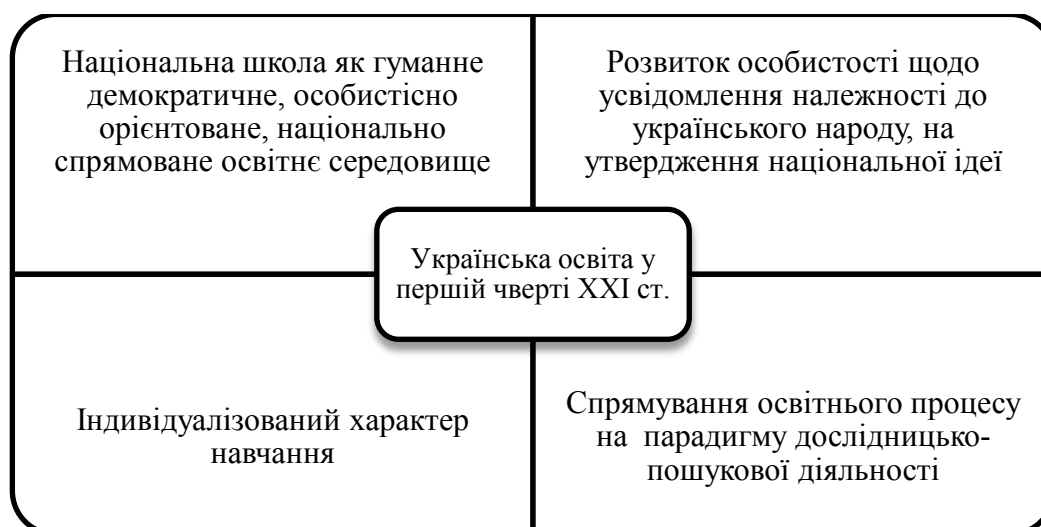 Національна школа як гуманне
демократичне, особистісно
орієнтоване, національно
спрямоване освітнє середовище
Розвиток особистості щодо
усвідомлення належності до
українського народу, на
утвердження національної ідеї
Українська освіта у
першій чверті ХХІ ст.
Індивідуалізований характер
навчання
Спрямування освітнього процесу
на парадигму дослідницько-
пошукової діяльності